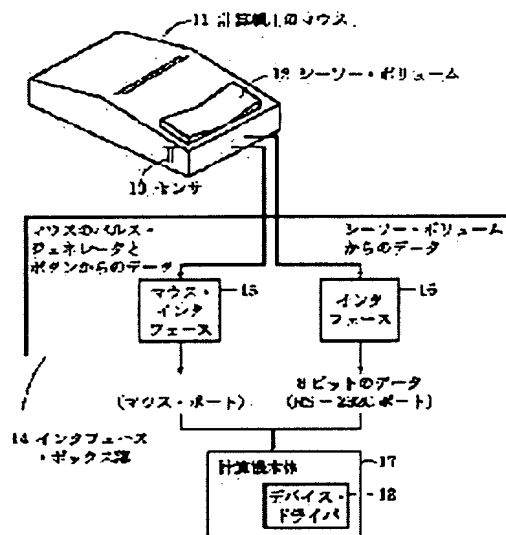 11 計算機1のマウス
12 シーソー・ボリューム
13 センサ
マウスのパルス・
ジェネレータと
ボタンからのデータ
シーソー・ボリューム
からのデータ
マウス・
インタ
フェース
15
インタ
フェース
16
(マウス・ポート)
8ビットのデータ
(RS-232Cポート)
14 インタフェース
・ボックス部
計算機本体
17
デバイス・
ドライバ
18